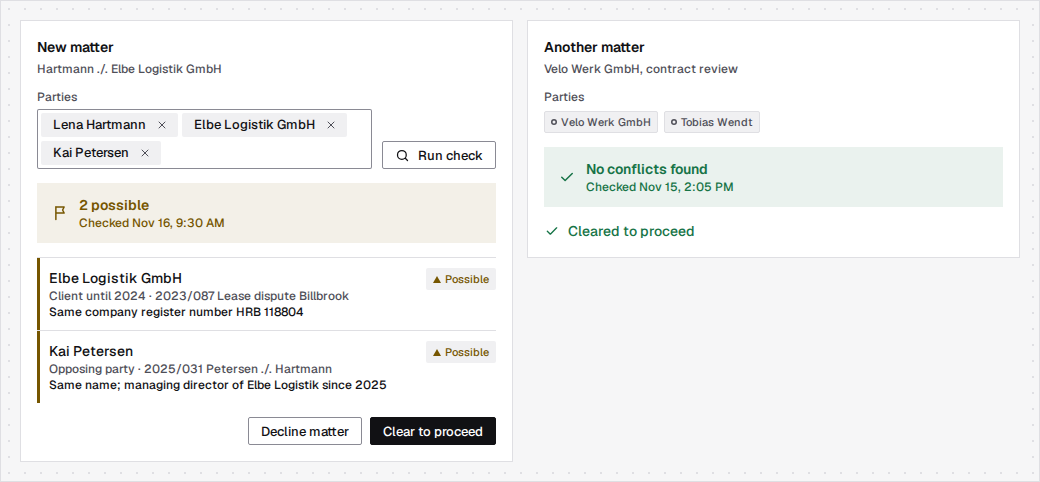 New matter
Hartmann ./. Elbe Logistik GmbH
Parties
Lena Hartmann
Elbe Logistik GmbH
Kai Petersen
Run check
2 possible
Checked Nov 16, 9:30 AM
Elbe Logistik GmbH
Possible
Client until 2024 · 2023/087 Lease dispute Billbrook
Same company register number HRB 118804
Kai Petersen
Possible
Opposing party · 2025/031 Petersen ./. Hartmann
Same name; managing director of Elbe Logistik since 2025
Decline matter
Clear to proceed
Another matter
Velo Werk GmbH, contract review
Parties
Velo Werk GmbH
Tobias Wendt
No conflicts found
Checked Nov 15, 2:05 PM
Cleared to proceed